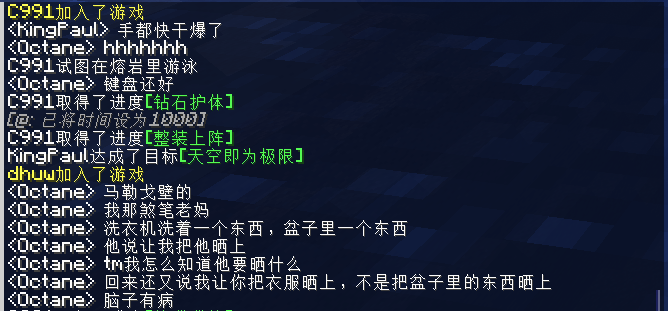 C991加入了游戏
<KingPaul> 手都快干爆了
<Octane> hhhhhhh
C991试图在熔岩里游泳
<Octane> 键盘还好
C991取得了进度[钻石护体]
[@: 已将时间设为1000]
C991取得了进度[整装上阵]
KingPaul达成了目标[天空即为极限]
dhuw加入了游戏
<Octane> 马勒戈壁的
<Octane> 我那煞笔老妈
<Octane> 洗衣机洗着一个东西，盆子里一个东西
<Octane> 他说让我把他晒上
<Octane> tm我怎么知道他要晒什么
<Octane> 回来还又说我让你把衣服晒上，不是把盆子里的东西晒上
<Octane> 脑子有病